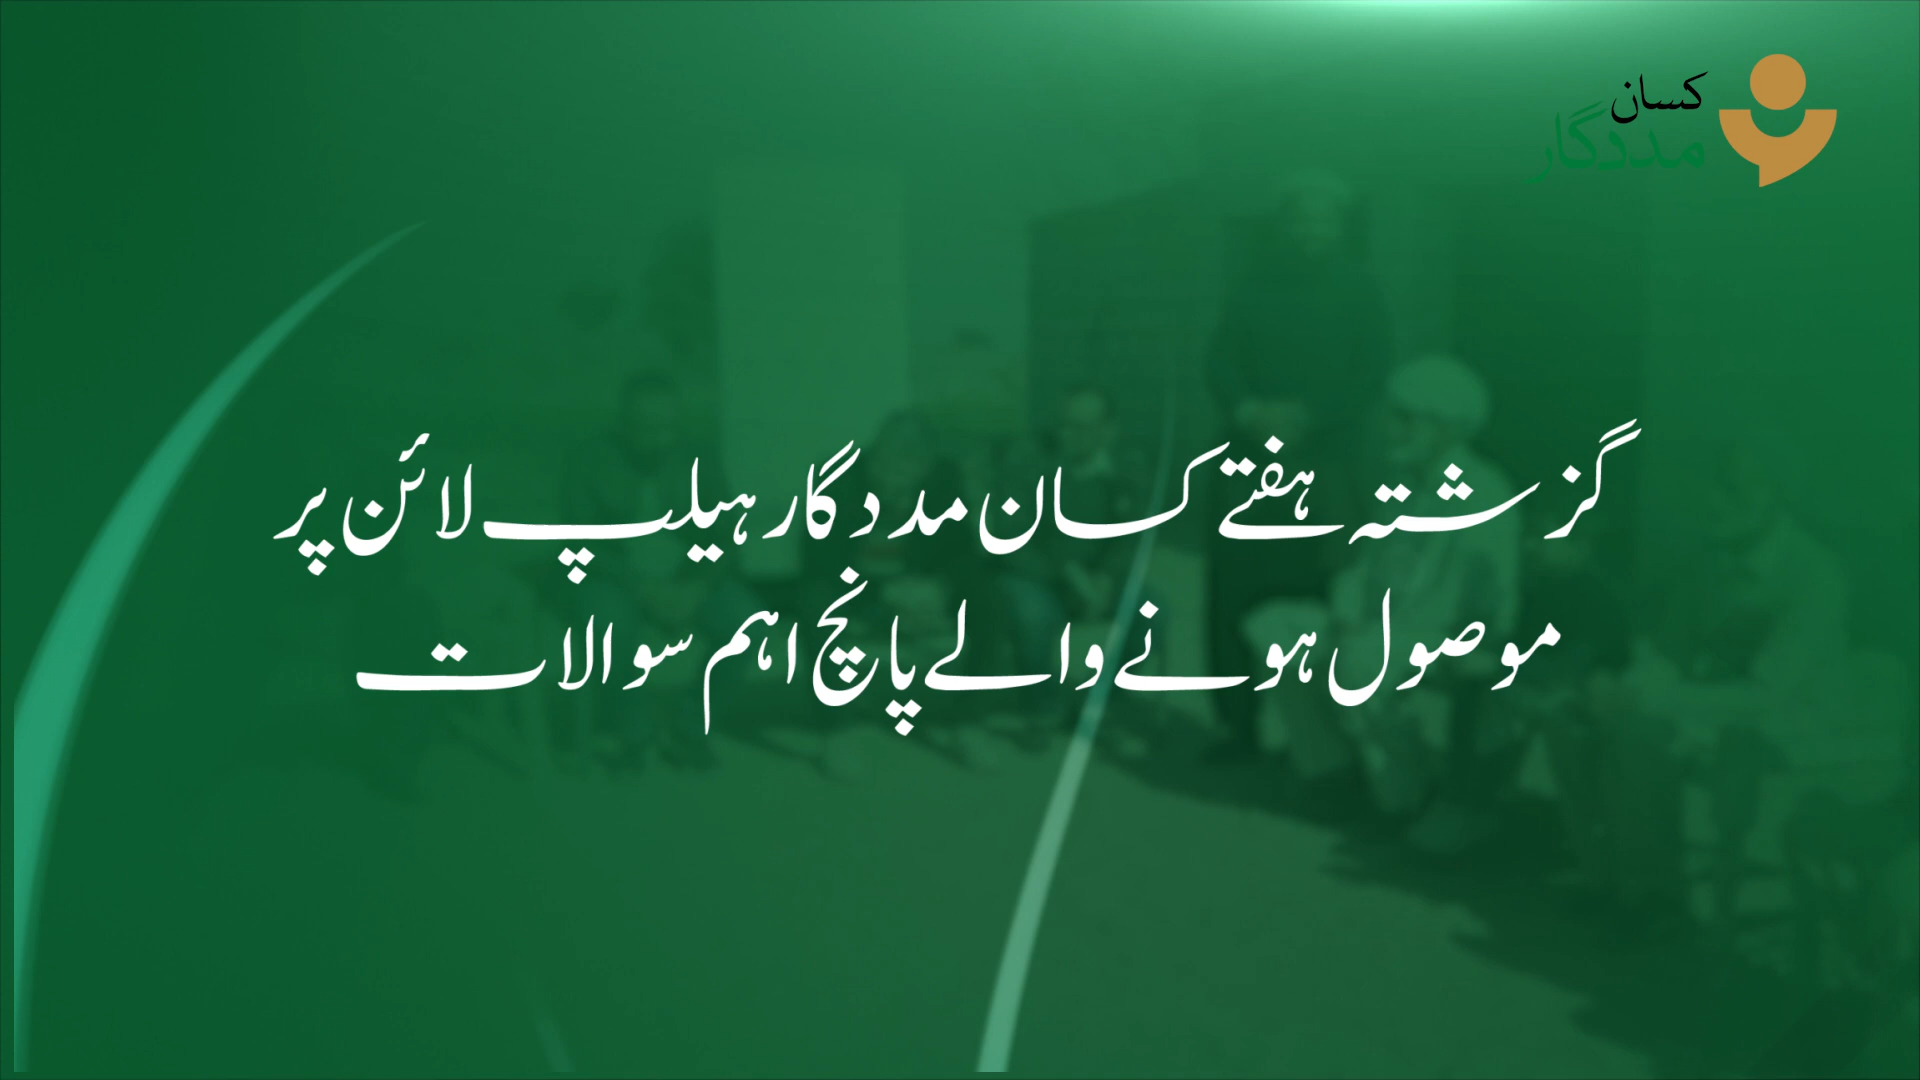 کسان
مددگار
گزشتہ ہفتے کسان مددگار ہیلپ لائن پر
موصول ہونے والے پانچ اہم سوالات